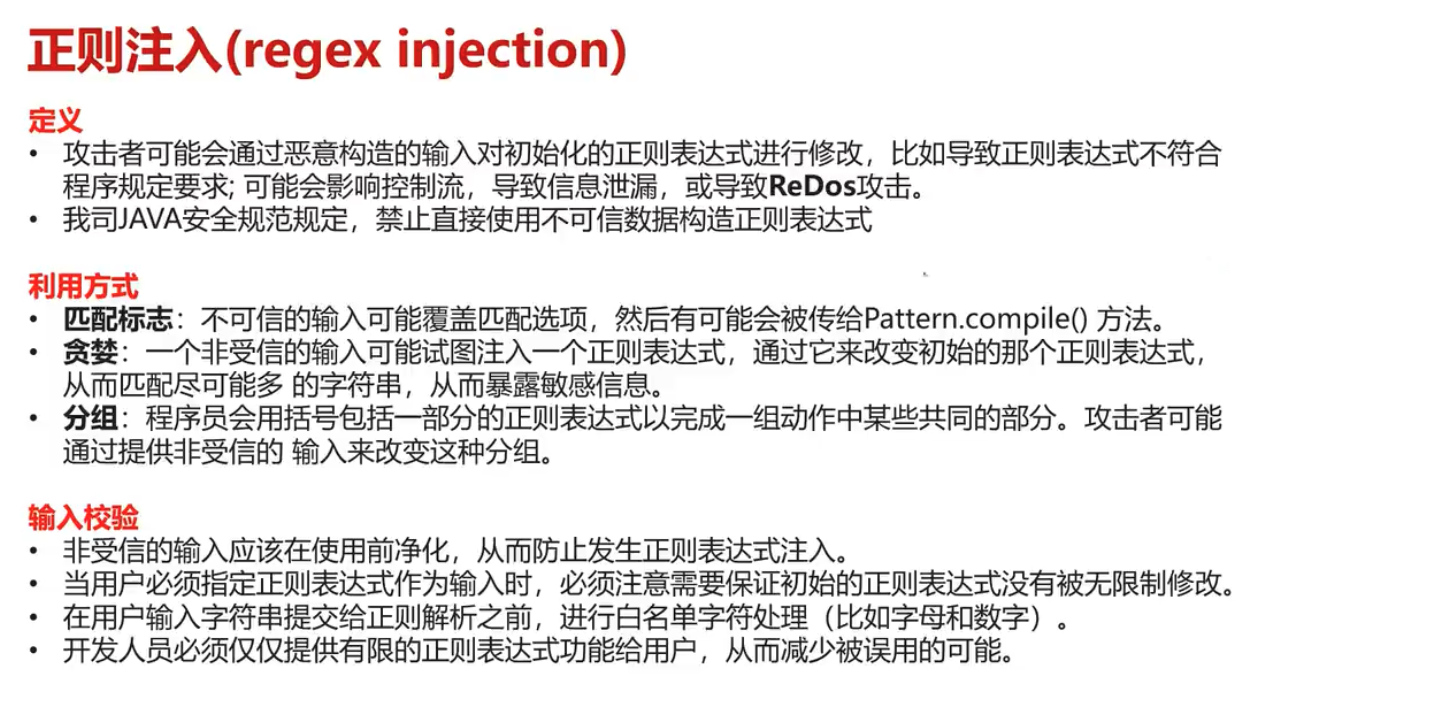 正则注入(regex injection)
定义
• 攻击者可能会通过恶意构造的输入对初始化的正则表达式进行修改，比如导致正则表达式不符合
程序规定要求; 可能会影响控制流，导致信息泄漏，或导致ReDos攻击。
• 我司JAVA安全规范规定，禁止直接使用不可信数据构造正则表达式
利用方式
• 匹配标志：不可信的输入可能覆盖匹配选项，然后有可能会被传给Pattern.compile() 方法。
• 贪婪：一个非受信的输入可能试图注入一个正则表达式，通过它来改变初始的那个正则表达式，
从而匹配尽可能多 的字符串，从而暴露敏感信息。
• 分组：程序员会用括号包括一部分的正则表达式以完成一组动作中某些共同的部分。攻击者可能
通过提供非受信的 输入来改变这种分组。
输入校验
• 非受信的输入应该在使用前净化，从而防止发生正则表达式注入。
• 当用户必须指定正则表达式作为输入时，必须注意需要保证初始的正则表达式没有被无限制修改。
• 在用户输入字符串提交给正则解析之前，进行白名单字符处理（比如字母和数字）。
• 开发人员必须仅仅提供有限的正则表达式功能给用户，从而减少被误用的可能。